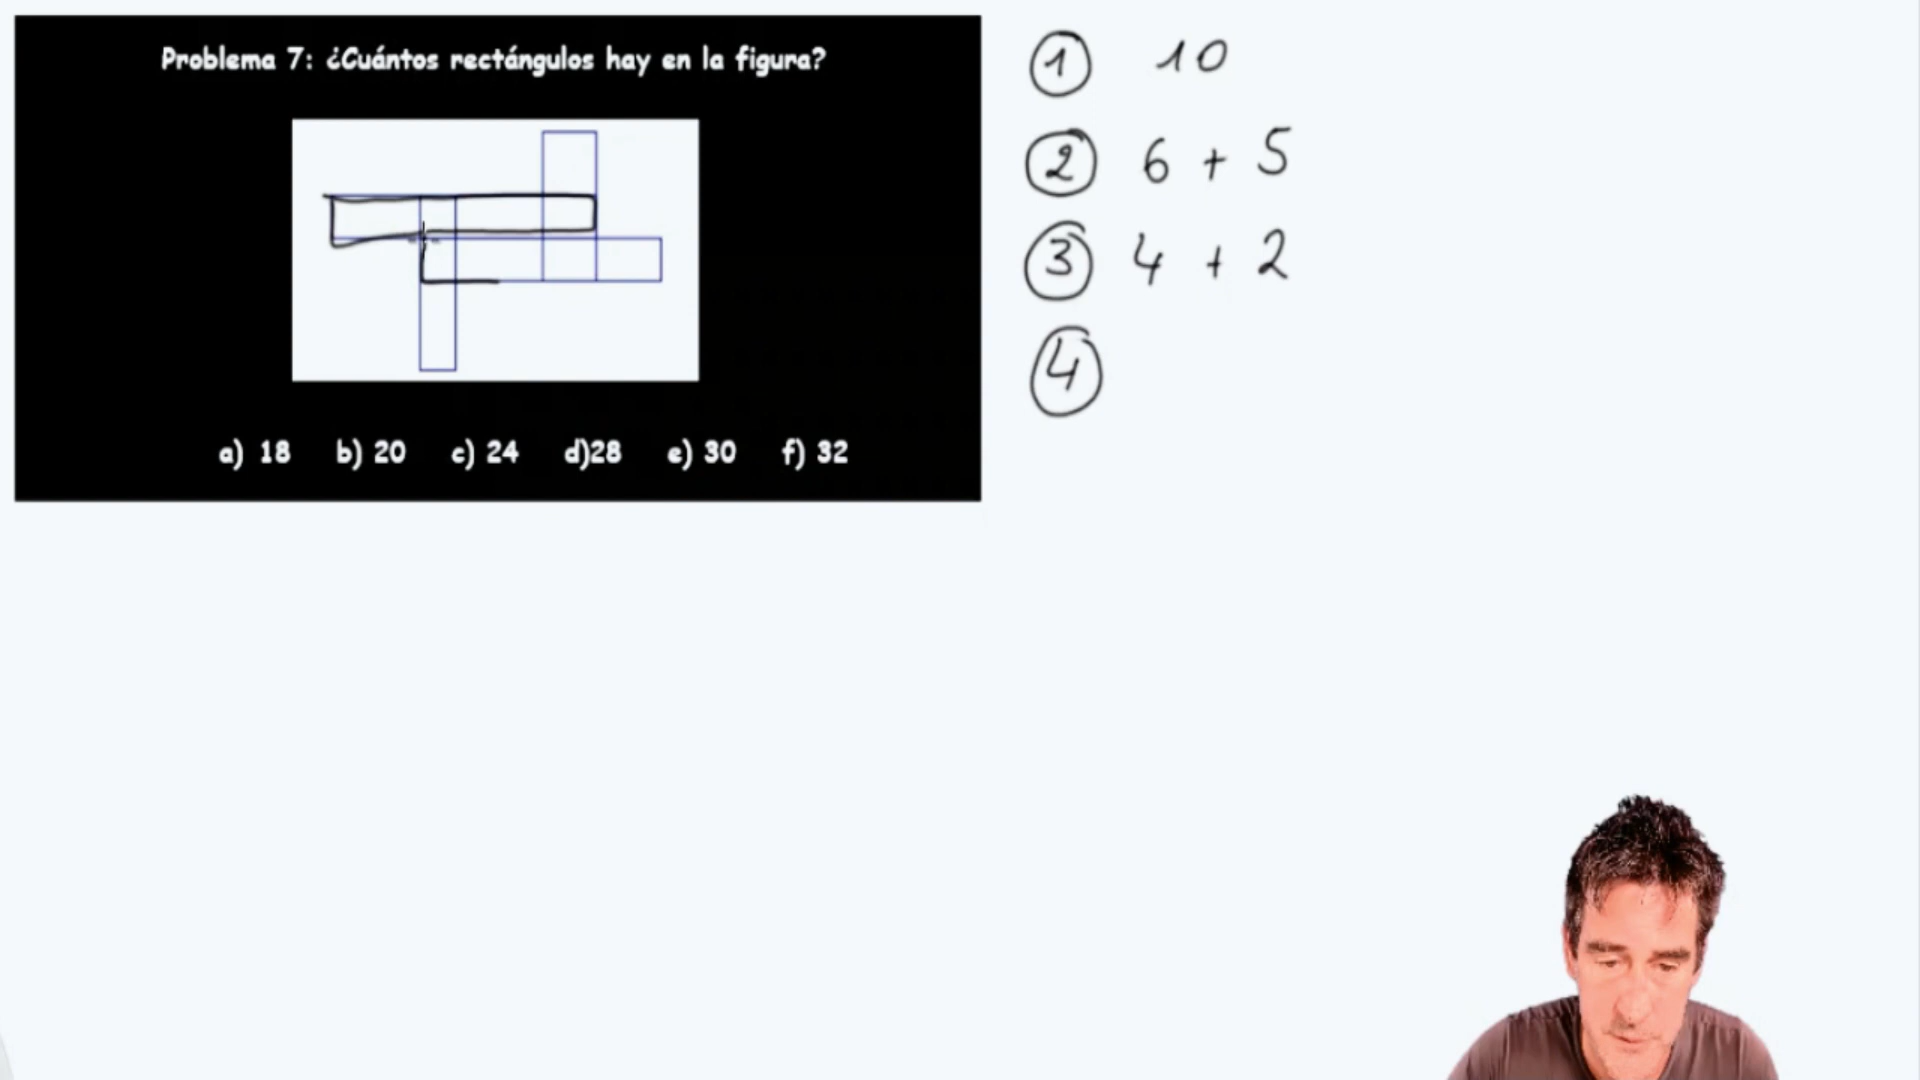 Problema 7: ¿Cuántos rectángulos hay en la figura?
a) 18 b) 20 c) 24 d)28 e) 30 f) 32
1 10
2 6 + 5
3 4 + 2
4